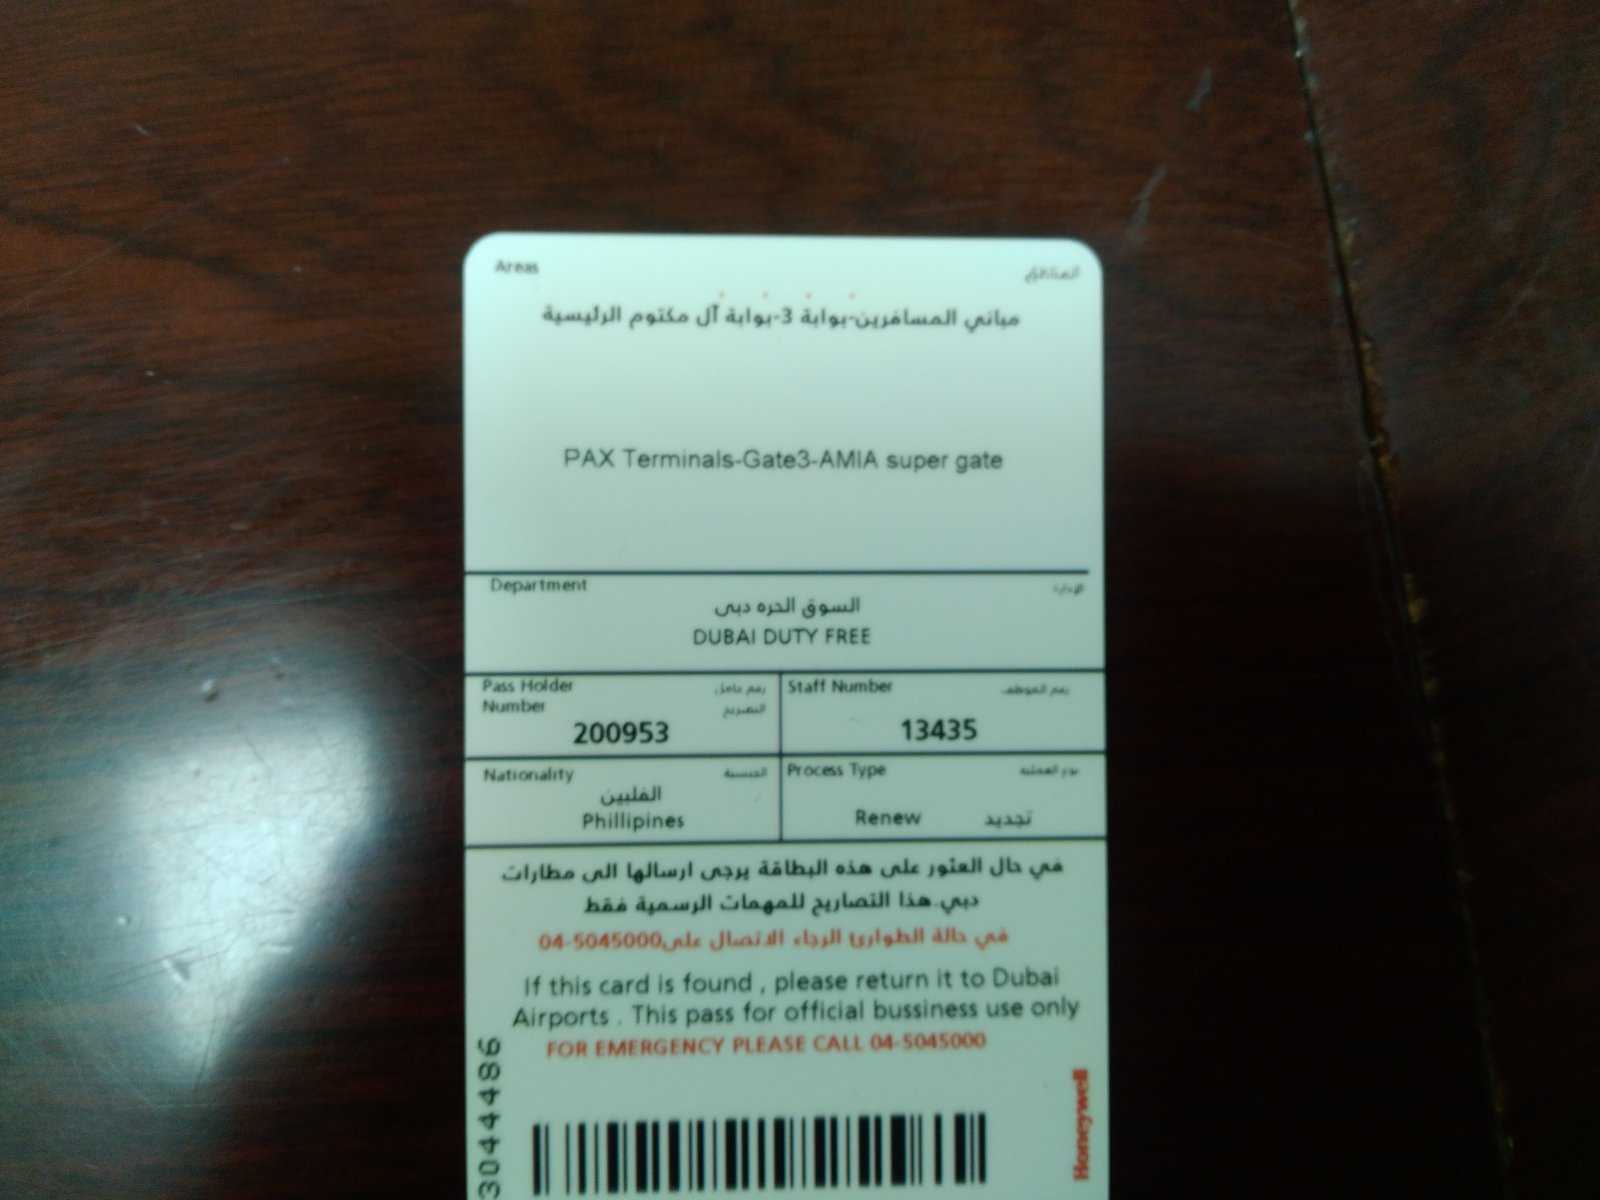 Areas المناطق
مباني المسافرين-بوابة 3-بوابة آل مكتوم الرئيسية
PAX Terminals-Gate3-AMIA super gate
Department الإدارة
السوق الحره دبى
DUBAI DUTY FREE
Pass Holder رقم حامل
Number التصريح
200953
Staff Number رقم الموظف
13435
Nationality الجنسية
الفلبين
Phillipines
Process Type نوع العملية
Renew تجديد
في حال العثور على هذه البطاقة يرجى ارسالها الى مطارات
دبي.هذا التصاريح للمهمات الرسمية فقط
في حالة الطوارئ الرجاء الاتصال على04-5045000
If this card is found , please return it to Dubai
Airports . This pass for official bussiness use only
FOR EMERGENCY PLEASE CALL 04-5045000
3044486
Honeywell